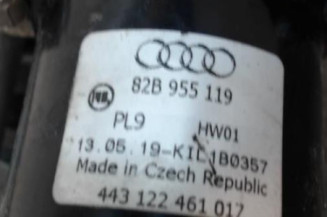 82B 955 119
PL9 HW01
13.05.19-KIL1B0357
Made in Czech Republic
443 122 461 017